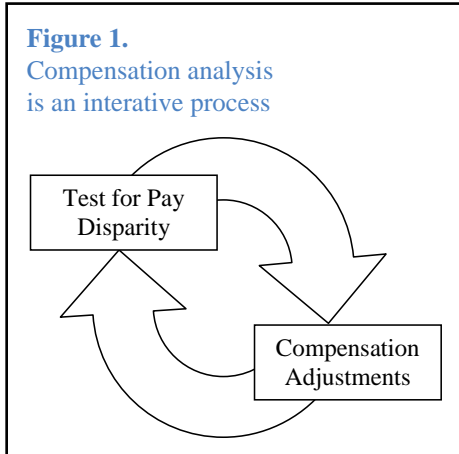 Figure 1.
Compensation analysis
is an interative process
Test for Pay
Disparity
Compensation
Adjustments